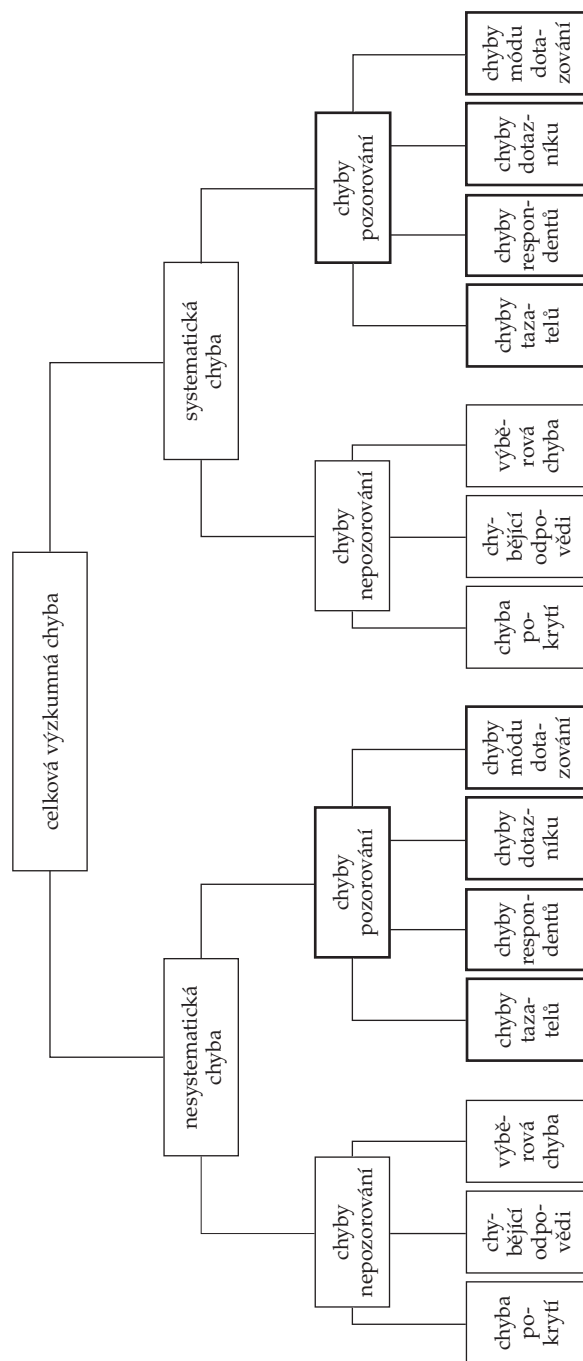 celková výzkumná chyba
nesystematická
chyba
systematická
chyba
chyby
nepozorování
chyby
pozorování
chyby
nepozorování
chyby
pozorování
chyba
po-
krytí
chy-
bějící
odpo-
vědi
výbě-
rová
chyba
chyby
taza-
telů
chyby
respon-
dentů
chyby
dotaz-
níku
chyby
módu
dota-
zování
chyba
po-
krytí
chy-
bějící
odpo-
vědi
výbě-
rová
chyba
chyby
taza-
telů
chyby
respon-
dentů
chyby
dotaz-
níku
chyby
módu
dota-
zování